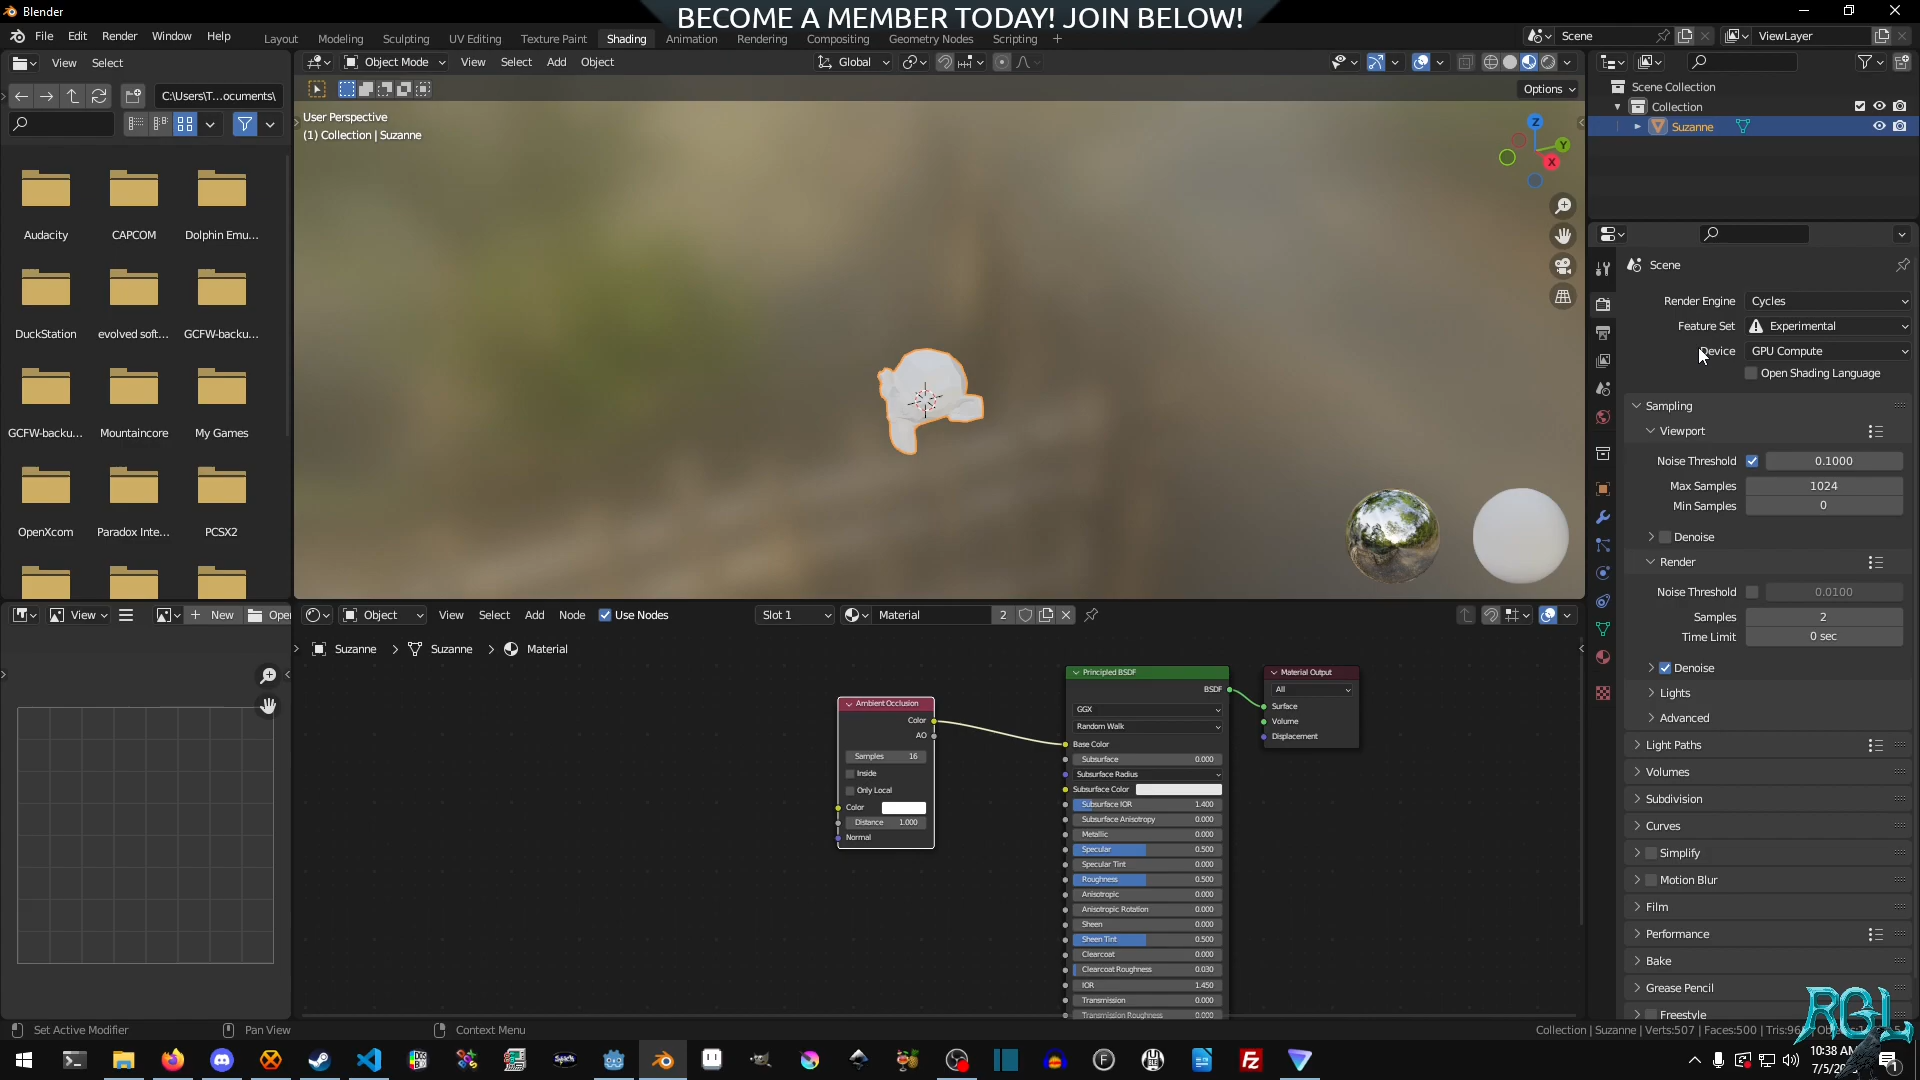 Blender
BECOME A MEMBER TODAY! JOIN BELOW!
File Edit Render Window Help
Layout Modeling Sculpting UV Editing Texture Paint Shading Animation Rendering Compositing Geometry Nodes Scripting +
Scene
ViewLayer
View Select
Object Mode View Select Add Object
Global
C:\Users\T...ocuments\
Options
User Perspective
(1) Collection | Suzanne
Z
Y
X
Audacity
CAPCOM
Dolphin Emu...
DuckStation
evolved soft...
GCFW-backu...
GCFW-backu...
Mountaincore
My Games
OpenXcom
Paradox Inte...
PCSX2
Scene Collection
Collection
Suzanne
Scene
Render Engine Cycles
Feature Set Experimental
Device GPU Compute
Open Shading Language
Sampling
Viewport
Noise Threshold 0.1000
Max Samples 1024
Min Samples 0
Denoise
Render
Noise Threshold 0.0100
Samples 2
Time Limit 0 sec
Denoise
Lights
Advanced
Light Paths
Volumes
Subdivision
Curves
Simplify
Motion Blur
Film
Performance
Bake
Grease Pencil
Freestyle
View
+ New
Open
Object View Select Add Node Use Nodes
Slot 1
Material 2
Suzanne > Suzanne > Material
Ambient Occlusion
Color
AO
Samples 16
Inside
Only Local
Color
Distance 1.000
Normal
Principled BSDF
BSDF
GGX
Random Walk
Base Color
Subsurface 0.000
Subsurface Radius
Subsurface Color
Subsurface IOR 1.400
Subsurface Anisotropy 0.000
Metallic 0.000
Specular 0.500
Specular Tint 0.000
Roughness 0.500
Anisotropic 0.000
Anisotropic Rotation 0.000
Sheen 0.000
Sheen Tint 0.500
Clearcoat 0.000
Clearcoat Roughness 0.030
IOR 1.450
Transmission 0.000
Transmission Roughness 0.000
Material Output
All
Surface
Volume
Displacement
Set Active Modifier
Pan View
Context Menu
Collection | Suzanne | Verts:507 | Faces:500 |
RGL
10:38 AM